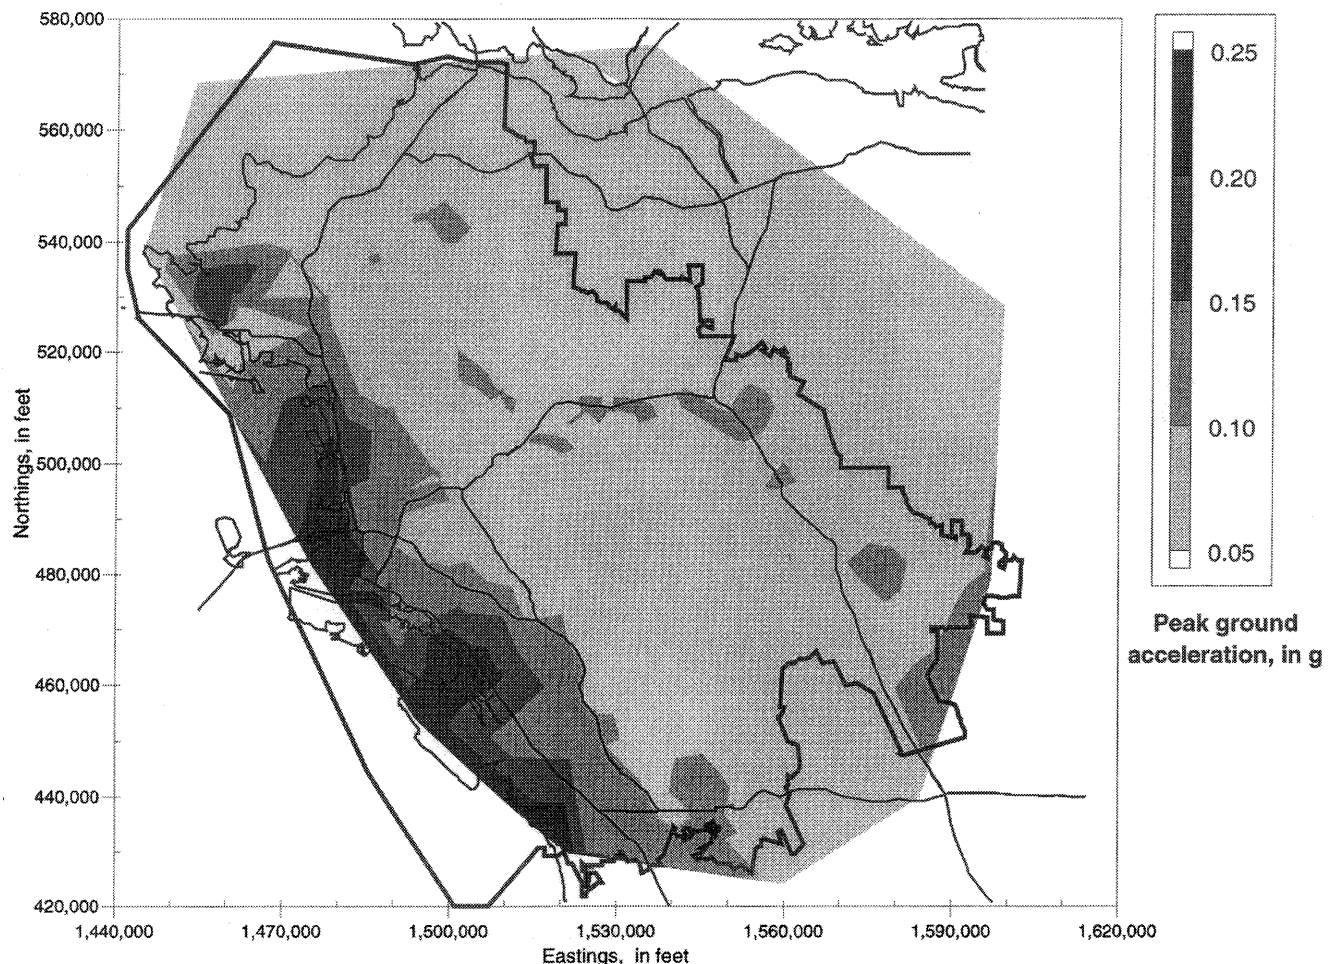 580,000
560,000
540,000
520,000
500,000
480,000
460,000
440,000
420,000
Northings, in feet
1,440,000 1,470,000 1,500,000 1,530,000 1,560,000 1,590,000 1,620,000
Eastings, in feet
0.25
0.20
0.15
0.10
0.05
Peak ground
acceleration, in g